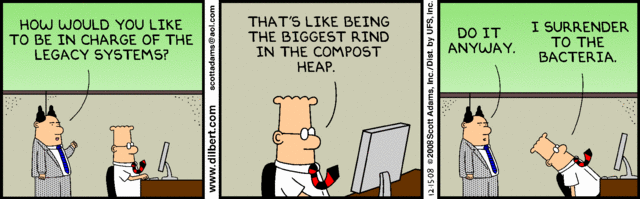 HOW WOULD YOU LIKE
TO BE IN CHARGE OF THE
LEGACY SYSTEMS?
www.dilbert.com
scottadams@aol.com
THAT'S LIKE BEING
THE BIGGEST RIND
IN THE COMPOST
HEAP.
12-15-08 © 2008 Scott Adams, Inc./Dist. by UFS, Inc.
DO IT
ANYWAY.
I SURRENDER
TO THE
BACTERIA.